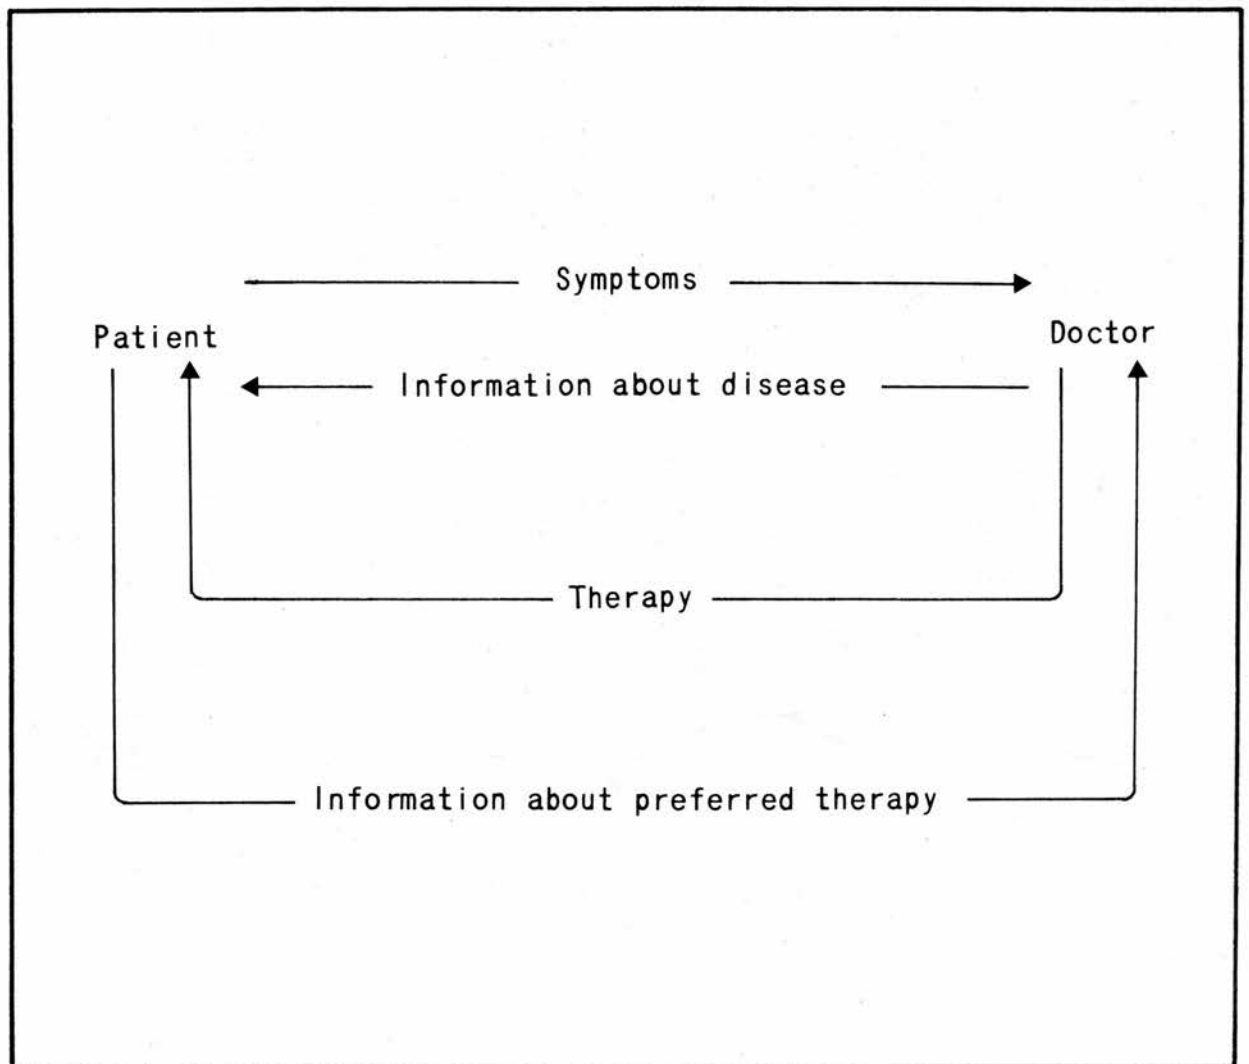 Symptoms
Patient
Doctor
Information about disease
Therapy
Information about preferred therapy